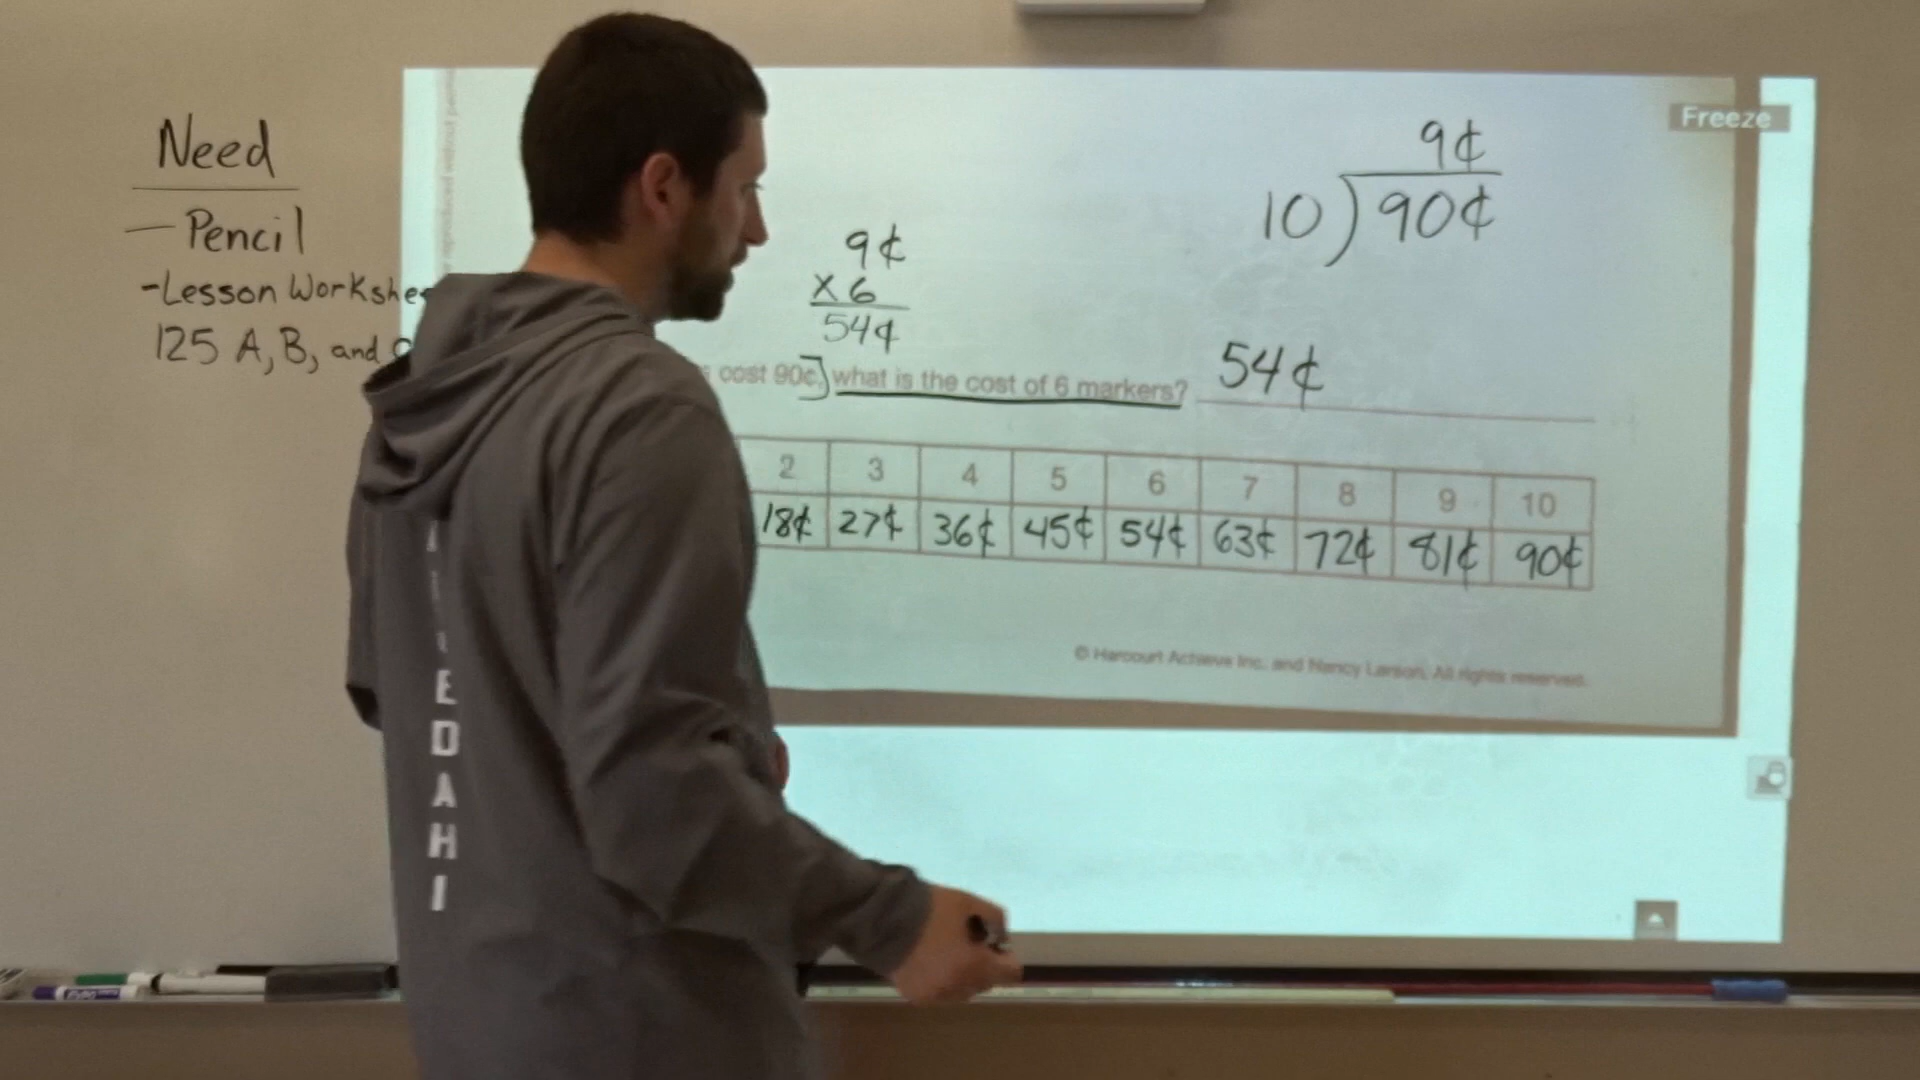 Need
— Pencil
-Lesson Workshe
125 A, B, and
Freeze
9¢
10)90¢
9¢
x 6
54¢
cost 90¢,] what is the cost of 6 markers? 54¢
2 3 4 5 6 7 8 9 10
18¢ 27¢ 36¢ 45¢ 54¢ 63¢ 72¢ 81¢ 90¢
© Harcourt Achieve Inc. and Nancy Larson. All rights reserved.
E
D
A
H
I